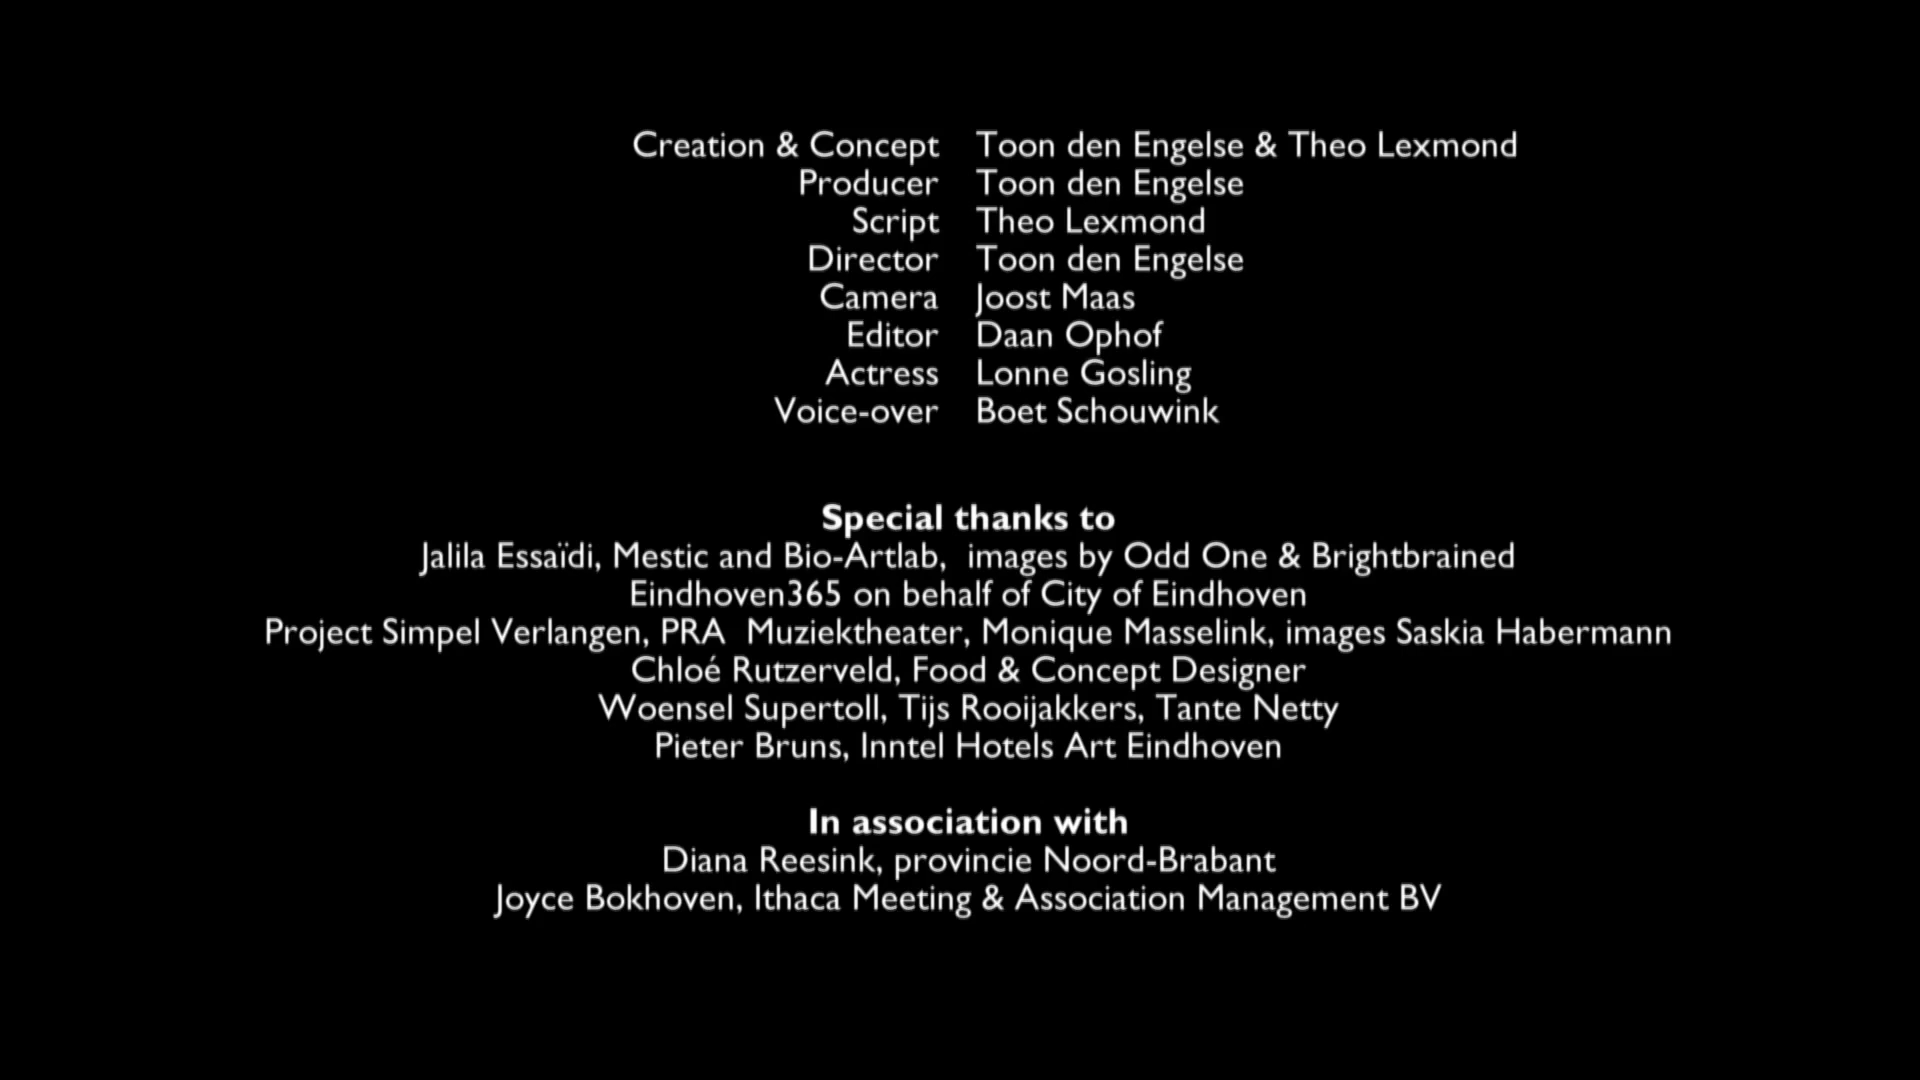 Creation & Concept Toon den Engelse & Theo Lexmond
Producer Toon den Engelse
Script Theo Lexmond
Director Toon den Engelse
Camera Joost Maas
Editor Daan Ophof
Actress Lonne Gosling
Voice-over Boet Schouwink
Special thanks to
Jalila Essaïdi, Mestic and Bio-Artlab, images by Odd One & Brightbrained
Eindhoven365 on behalf of City of Eindhoven
Project Simpel Verlangen, PRA Muziektheater, Monique Masselink, images Saskia Habermann
Chloé Rutzerveld, Food & Concept Designer
Woensel Supertoll, Tijs Rooijakkers, Tante Netty
Pieter Bruns, Inntel Hotels Art Eindhoven
In association with
Diana Reesink, provincie Noord-Brabant
Joyce Bokhoven, Ithaca Meeting & Association Management BV